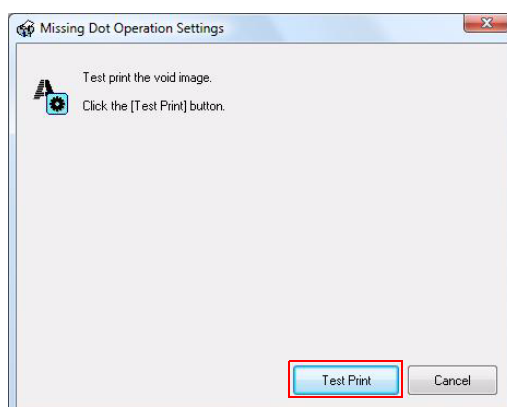 Missing Dot Operation Settings
Test print the void image.
Click the [Test Print] button.
Test Print Cancel